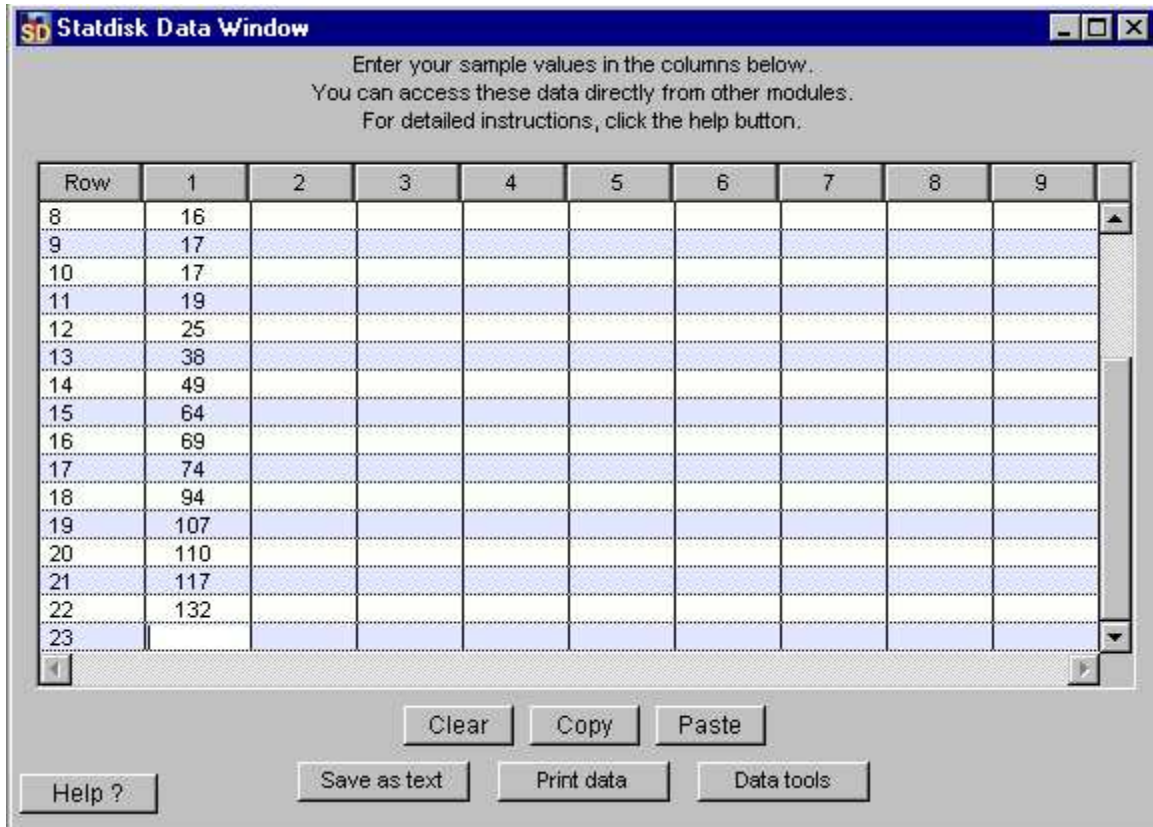 SD Statdisk Data Window
Enter your sample values in the columns below.
You can access these data directly from other modules.
For detailed instructions, click the help button.
Row 1 2 3 4 5 6 7 8 9
8 16
9 17
10 17
11 19
12 25
13 38
14 49
15 64
16 69
17 74
18 94
19 107
20 110
21 117
22 132
23
Clear Copy Paste
Help ? Save as text Print data Data tools